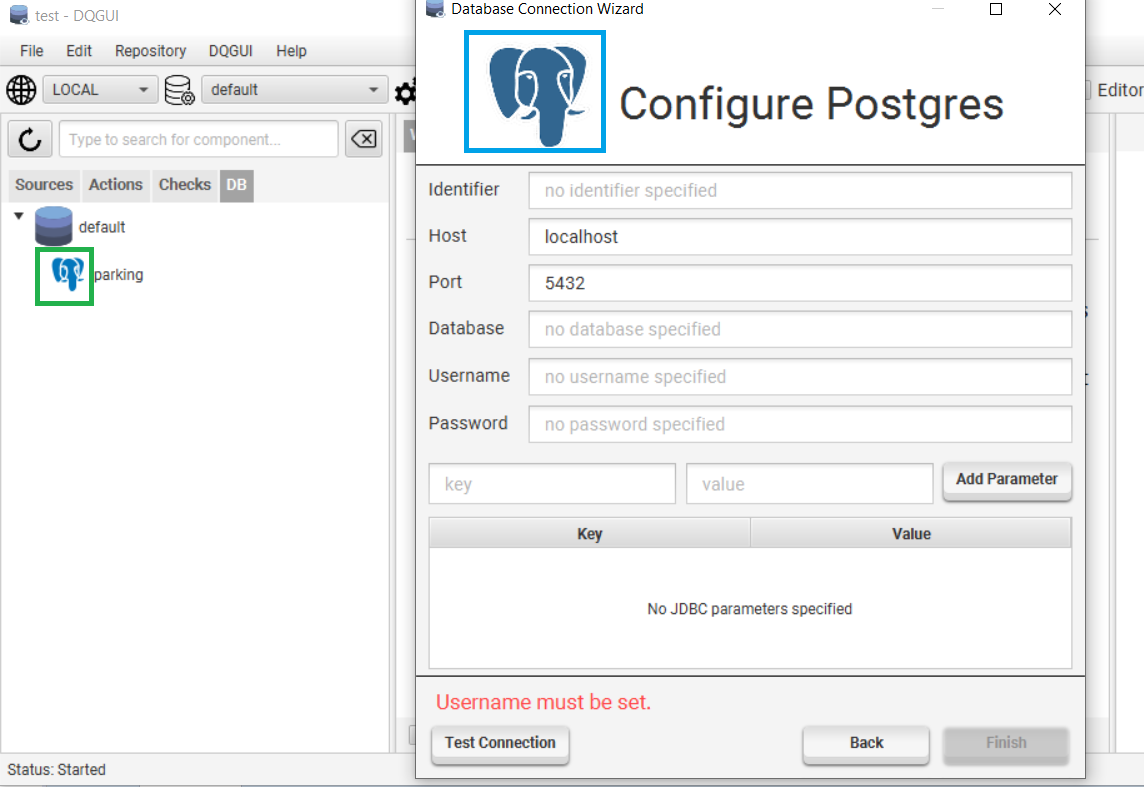 test - DQGUI
File Edit Repository DQGUI Help
LOCAL
default
Type to search for component...
Sources Actions Checks DB
default
parking
Status: Started
Database Connection Wizard
Configure Postgres
Identifier no identifier specified
Host localhost
Port 5432
Database no database specified
Username no username specified
Password no password specified
key value Add Parameter
Key Value
No JDBC parameters specified
Username must be set.
Test Connection Back Finish